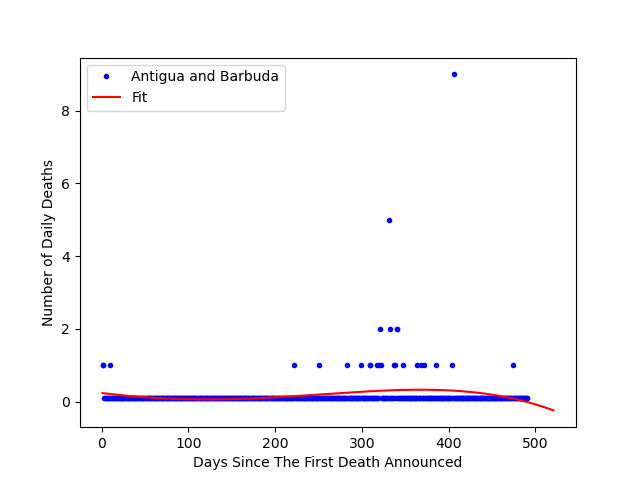 Antigua and Barbuda
Fit
8
6
4
2
0
Number of Daily Deaths
0 100 200 300 400 500
Days Since The First Death Announced